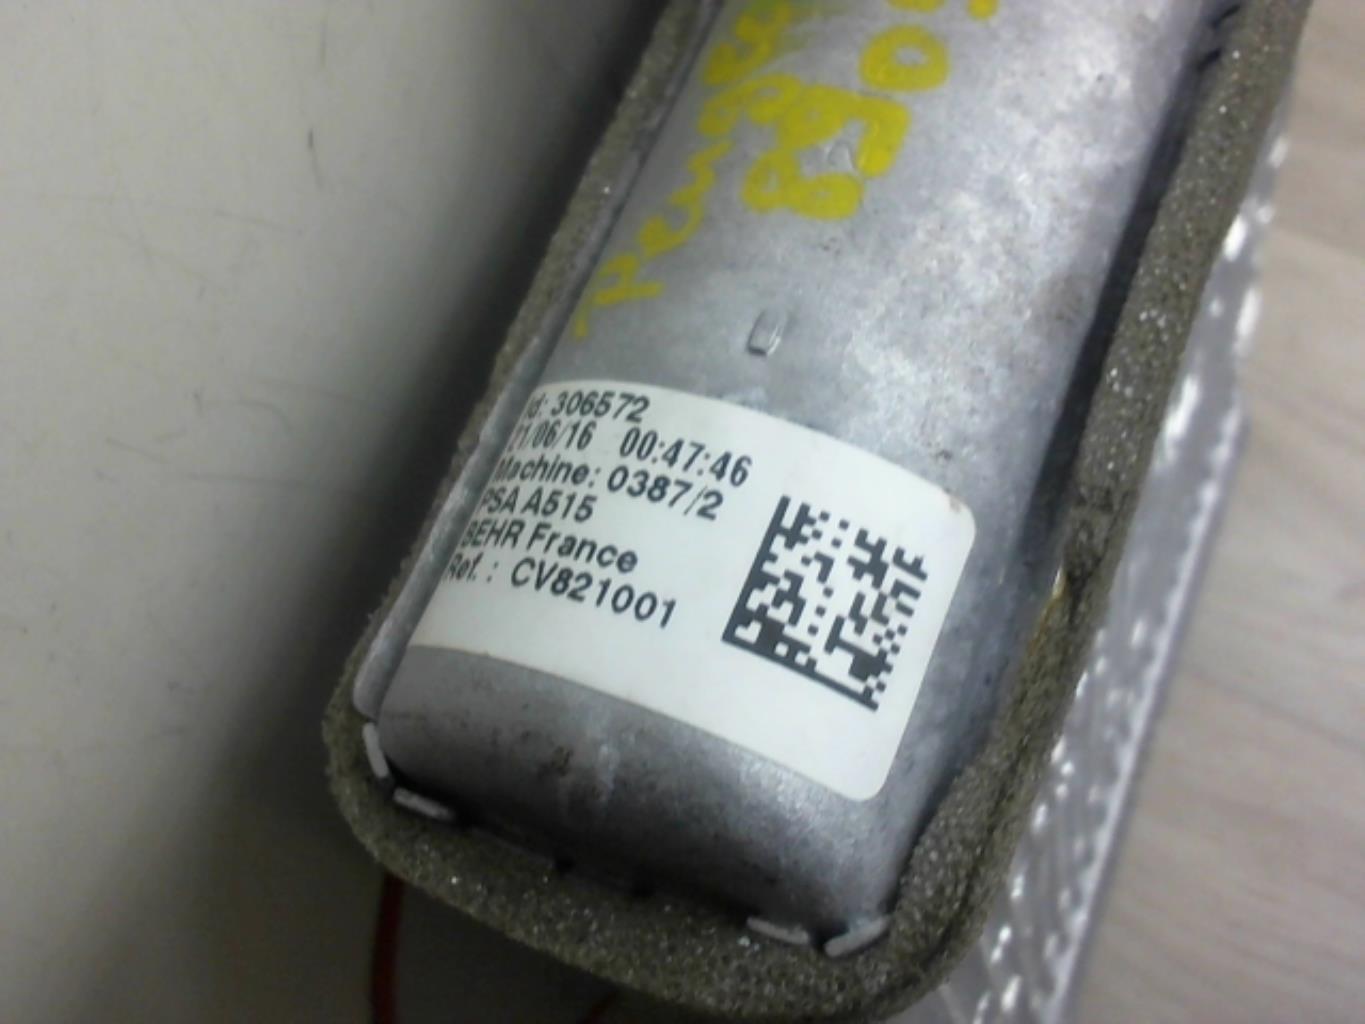 Id: 306572
21/06/16 00:47:46
Machine: 0387/2
PSA A515
BEHR France
Ref. : CV821001